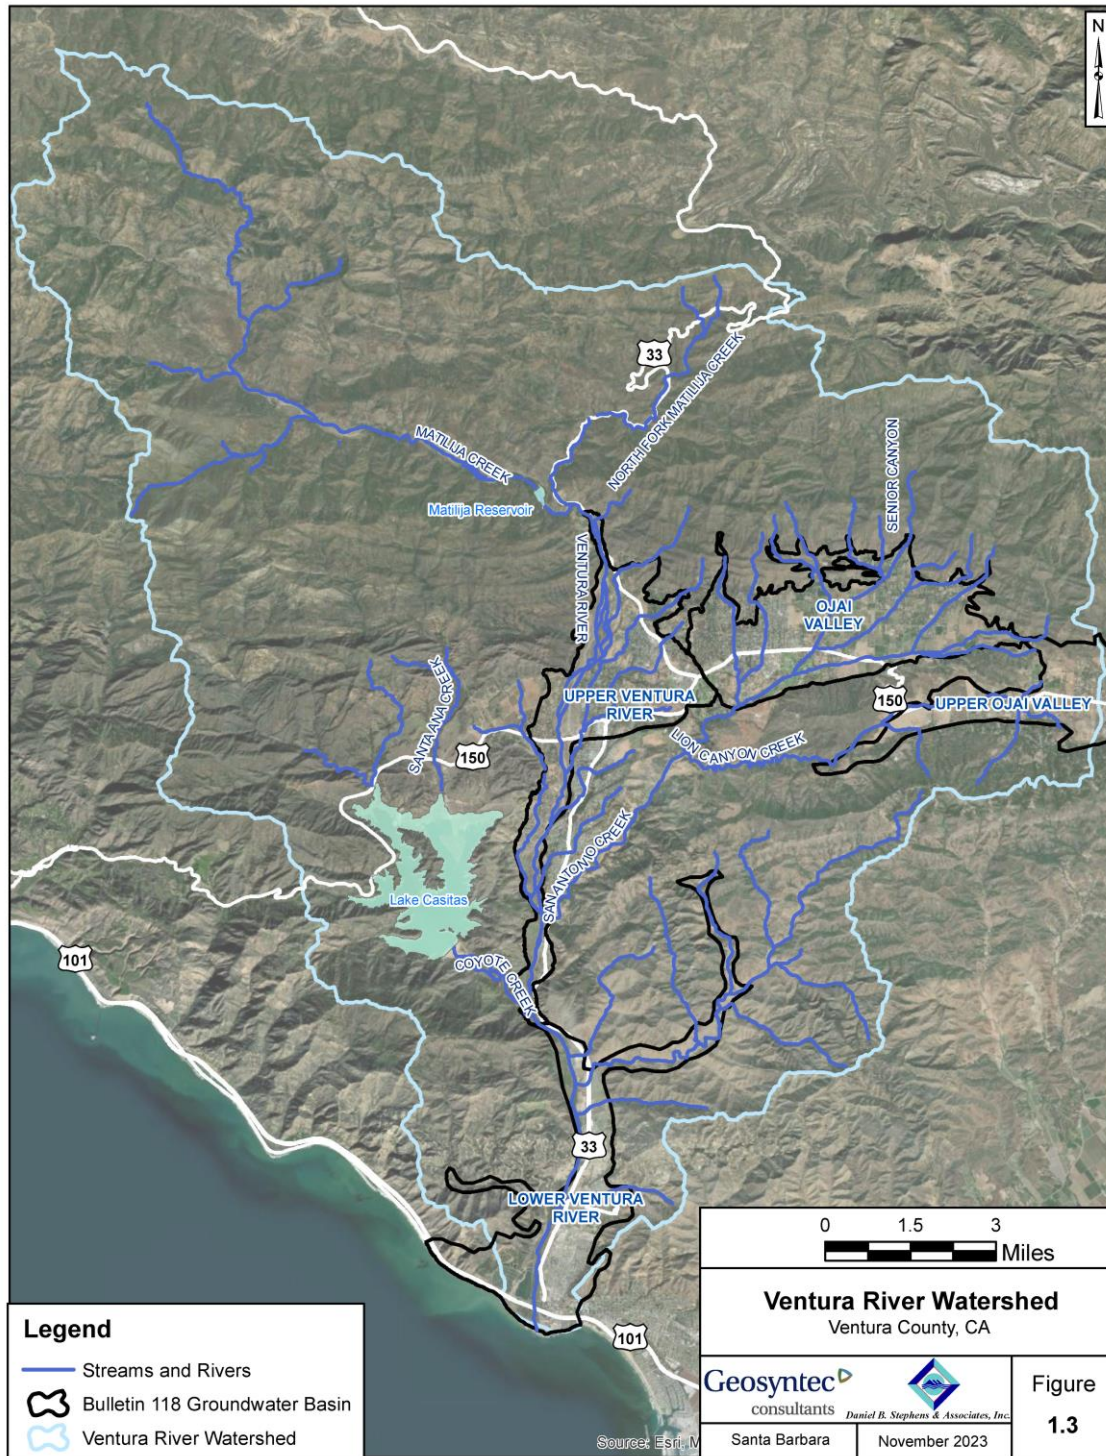 N
33
NORTH FORK MATILIJA CREEK
MATILIJA CREEK
SENIOR CANYON
Matilija Reservoir
VENTURA RIVER
OJAI
VALLEY
SANTA ANA CREEK
UPPER VENTURA
RIVER
150
UPPER OJAI VALLEY
LION CANYON CREEK
150
SAN ANTONIO CREEK
Lake Casitas
101
COYOTE CREEK
33
LOWER VENTURA
RIVER
101
0 1.5 3
Miles
Ventura River Watershed
Ventura County, CA
Legend
Streams and Rivers
Bulletin 118 Groundwater Basin
Ventura River Watershed
Geosyntec
consultants
Daniel B. Stephens & Associates, Inc.
Figure
1.3
Santa Barbara
November 2023
Source: Esri, M